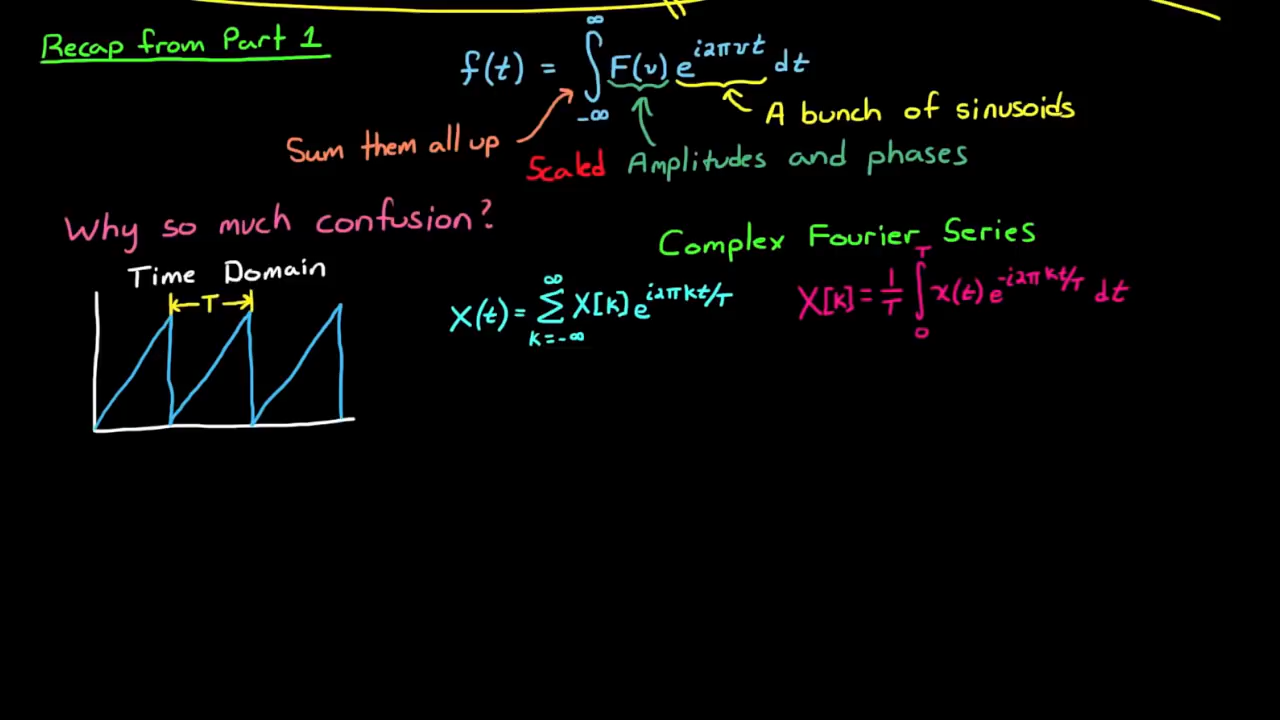 Recap from Part 1
f(t) = ∫_{-∞}^{∞} F(ν) e^{i2πνt} dt
A bunch of sinusoids
Sum them all up
Scaled Amplitudes and phases
Why so much confusion?
Complex Fourier Series
Time Domain
T
X(t) = ∑_{k=-∞}^{∞} X[k] e^{i2πkt/T}
X[k] = 1/T ∫_0^T x(t) e^{-i2πkt/T} dt